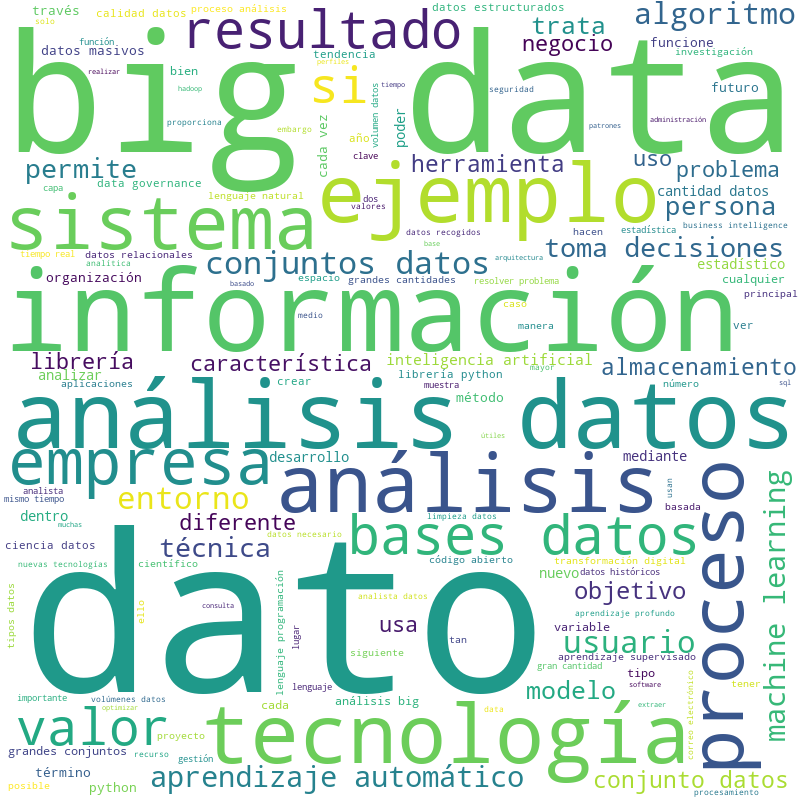 través
calidad datos
proceso análisis
resultado
datos estructurados
trata
algoritmo
solo
función
datos masivos
tendencia
negocio
funcione
investigación
big data
realizar
bien
perfiles
si
hadoop
seguridad
tiempo
volumen datos
poder
futuro
proporciona
embargo
cada vez
año
patrones
administración
permite
clave
herramienta
uso
problema
capa
data governance
lenguaje natural
dos
valores
ejemplo
cantidad datos
persona
sistema
datos recogidos
hacen
estadística
business intelligence
tiempo real
datos relacionales
base
toma decisiones
analítica
conjuntos datos
arquitectura
estadístico
organización
basado
espacio
grandes cantidades
resolver problema
cualquier
caso
principal
información
medio
manera
ver
librería
característica
inteligencia artificial
almacenamiento
analizar
librería python
mayor
aplicaciones
crear
muestra
método
número
sql
análisis datos
útiles
empresa
desarrollo
mediante
análisis
proceso
machine learning
analista
mismo tiempo
entorno
usan
basada
dentro
muchas
diferente
limpieza datos
bases datos
ciencia datos
técnica
datos necesario
código abierto
transformación digital
nuevas tecnologías
científico
nuevo
datos históricos
dato
lenguaje programación
analista datos
objetivo
tipos datos
ello
consulta
aprendizaje profundo
lugar
usa
tan
variable
usuario
siguiente
aprendizaje supervisado
gran cantidad
lenguaje
tipo
software
tener
correo electrónico
importante
volúmenes datos
optimizar
cada
análisis big
data
modelo
extraer
valor
proyecto
tecnología
grandes conjuntos
recurso
gestión
término
posible
python
aprendizaje automático
conjunto datos
procesamiento